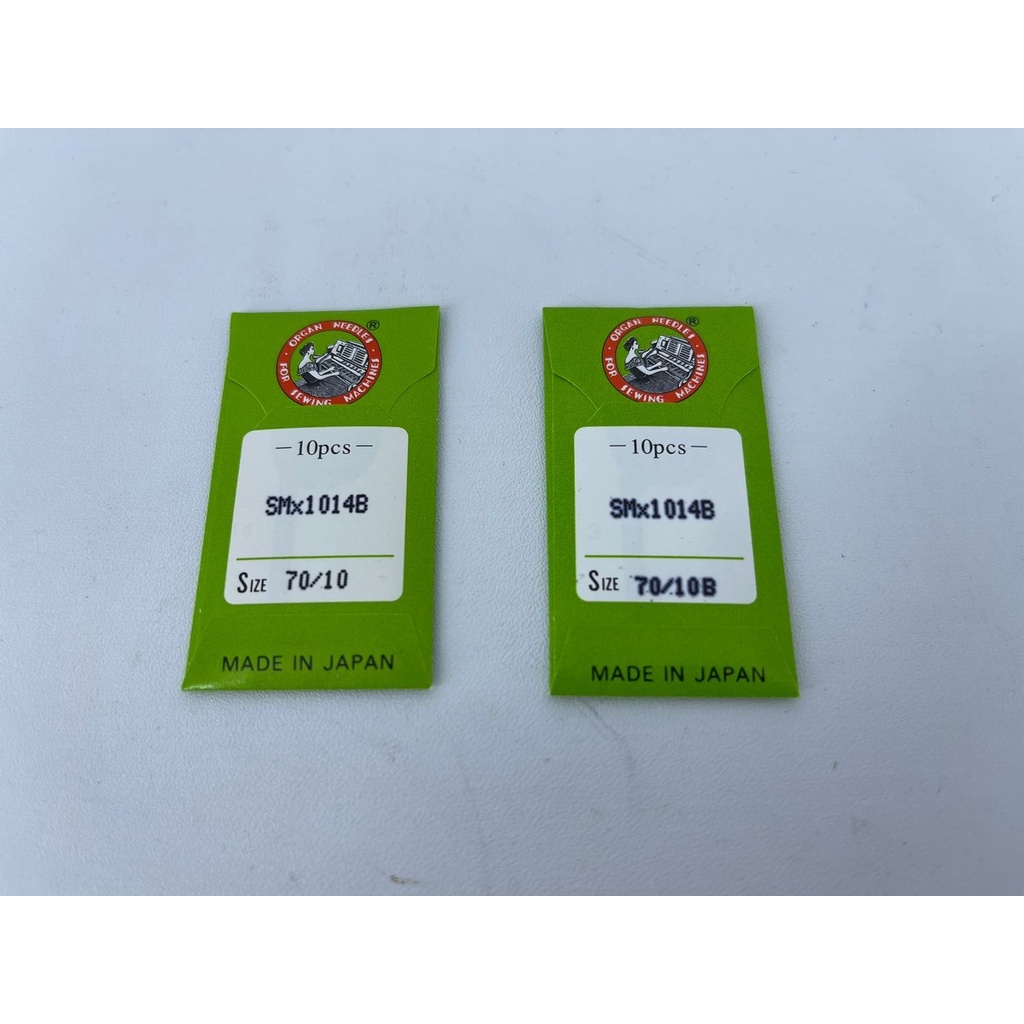 ORGAN NEEDLES ®
FOR SEWING MACHINES
—10pcs—
SMx1014B
SIZE 70/10
MADE IN JAPAN
ORGAN NEEDLES ®
FOR SEWING MACHINES
—10pcs—
SMx1014B
SIZE 70/10B
MADE IN JAPAN